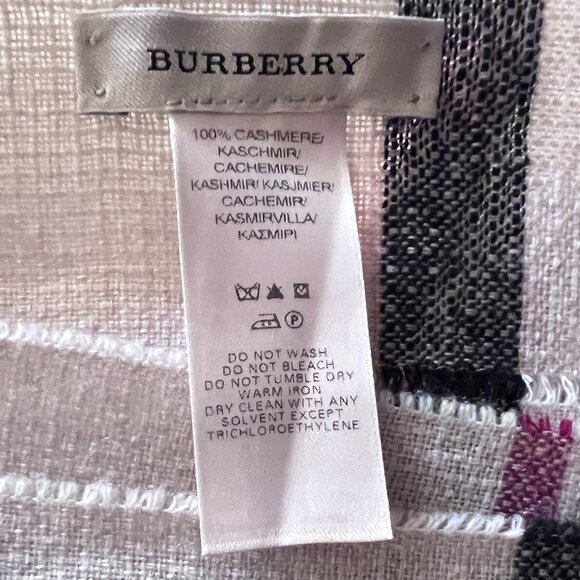 BURBERRY
100% CASHMERE/
KASCHMIR/
CACHEMIRE/
KASHMIR/KASJMIER/
CACHEMIR/
KASMIRVILLA/
ΚΑΣΜΙΡΙ
P
DO NOT WASH
DO NOT BLEACH
DO NOT TUMBLE DRY
WARM IRON
DRY CLEAN WITH ANY
SOLVENT EXCEPT
TRICHLOROETHYLENE